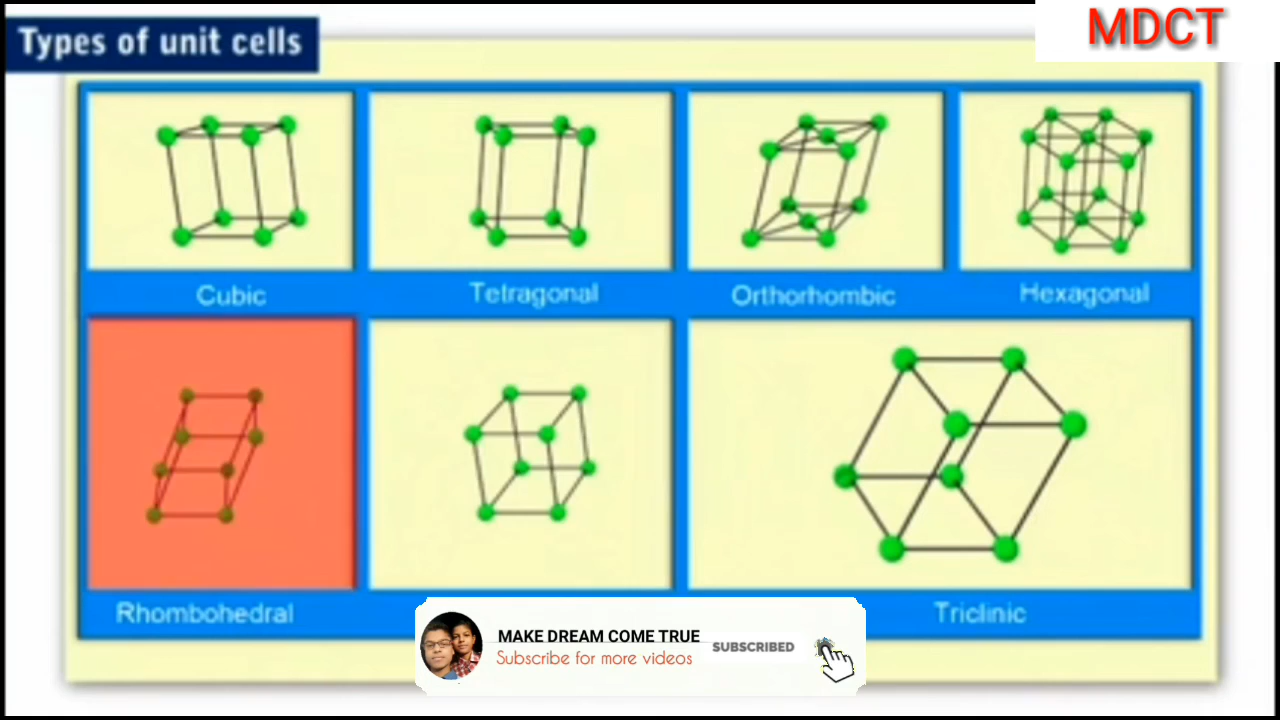 Types of unit cells
MDCT
Cubic
Tetragonal
Orthorhombic
Hexagonal
Rhombohedral
Triclinic
MAKE DREAM COME TRUE
Subscribe for more videos
SUBSCRIBED